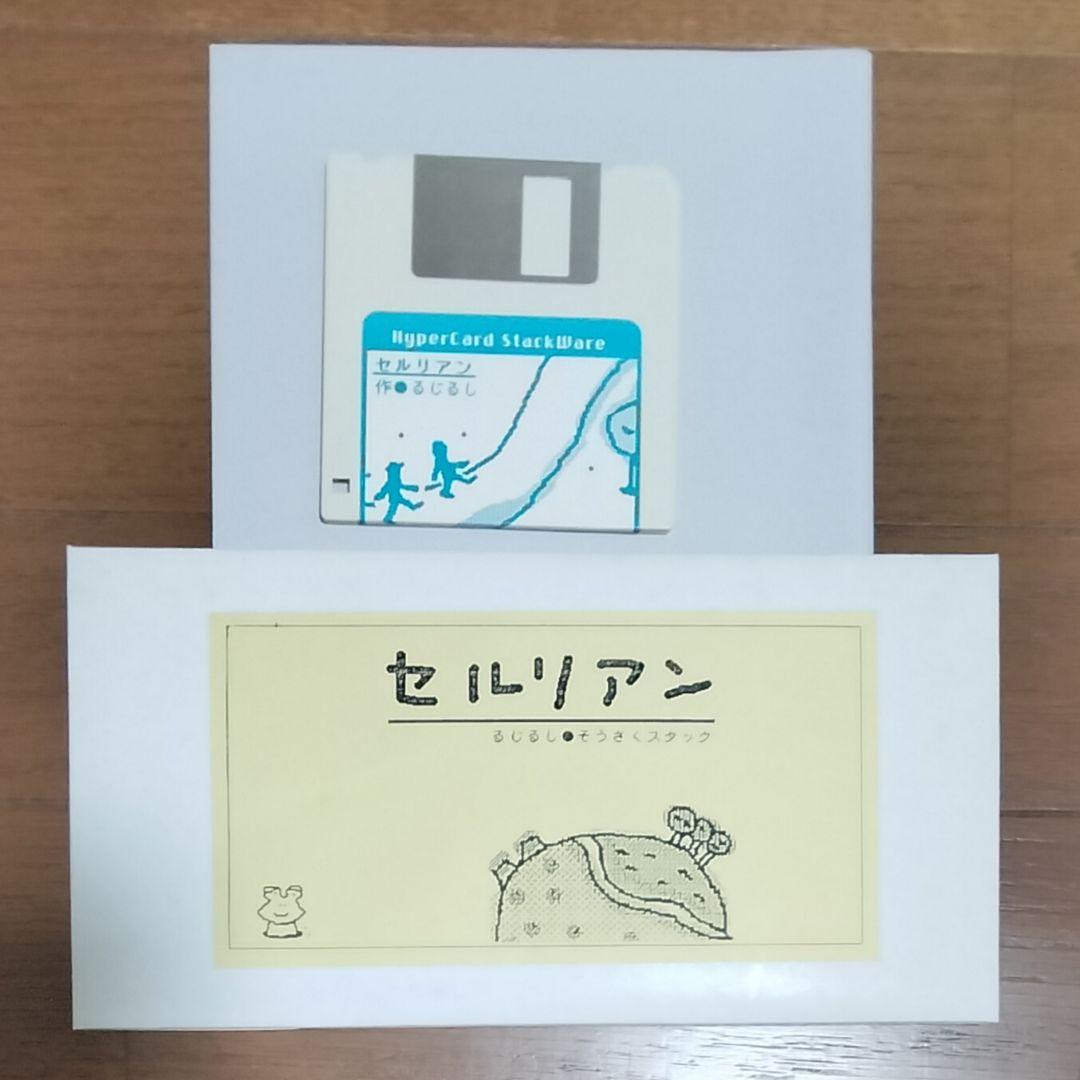 HyperCard StackWare
セルリアン
作●るじるし
セルリアン
るじるし●そうさくスタック